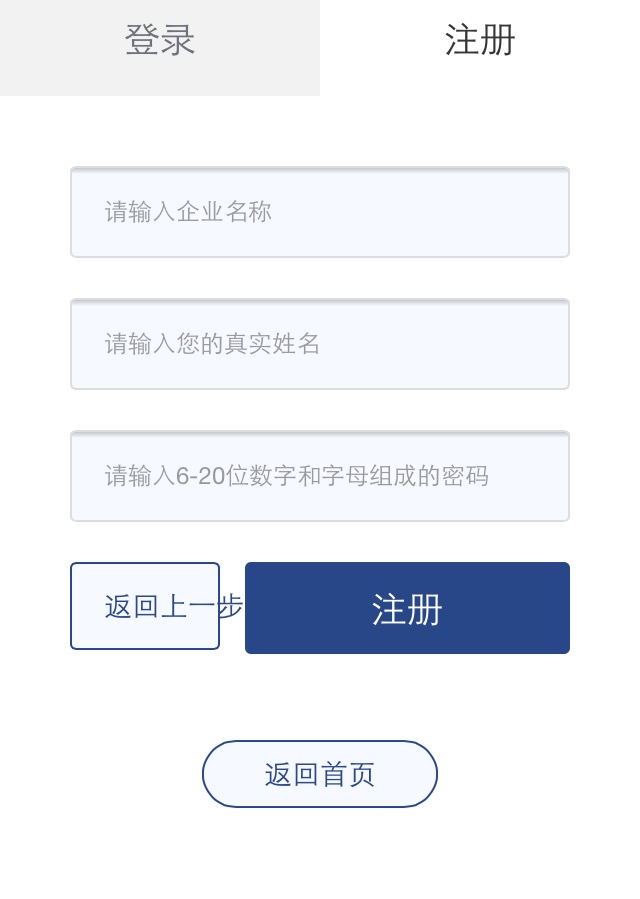 登录
注册
请输入企业名称
请输入您的真实姓名
请输入6-20位数字和字母组成的密码
返回上一步
注册
返回首页